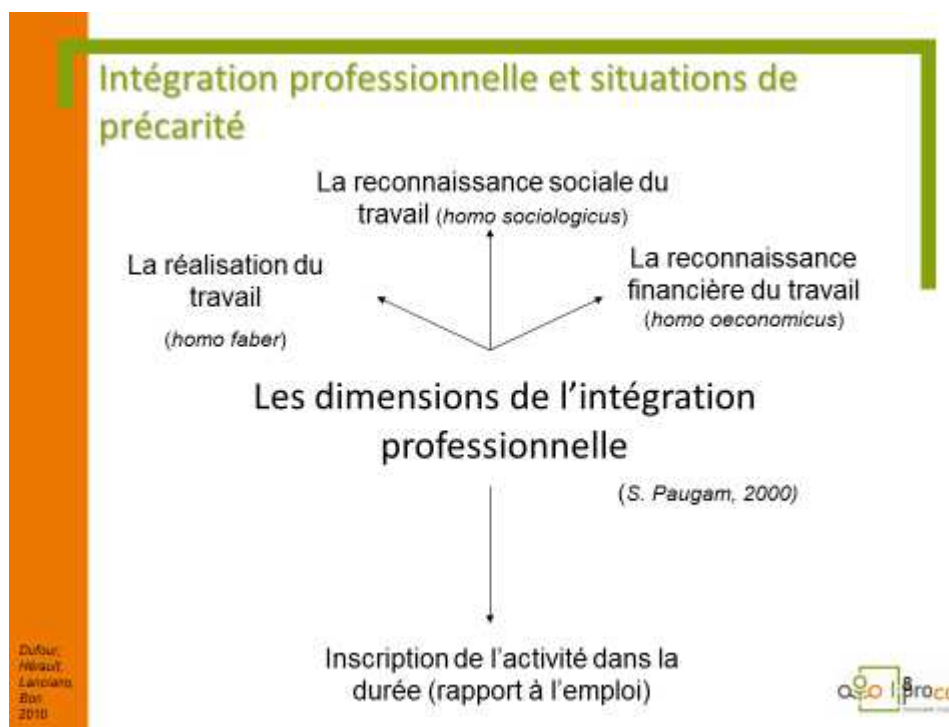 Intégration professionnelle et situations de
précarité
La reconnaissance sociale du
travail (homo sociologicus)
La réalisation du
travail
(homo faber)
La reconnaissance
financière du travail
(homo oeconomicus)
Les dimensions de l’intégration
professionnelle
(S. Paugam, 2000)
Inscription de l’activité dans la
durée (rapport à l’emploi)
Dufour,
Hérault,
Lanciano,
Bon
2010